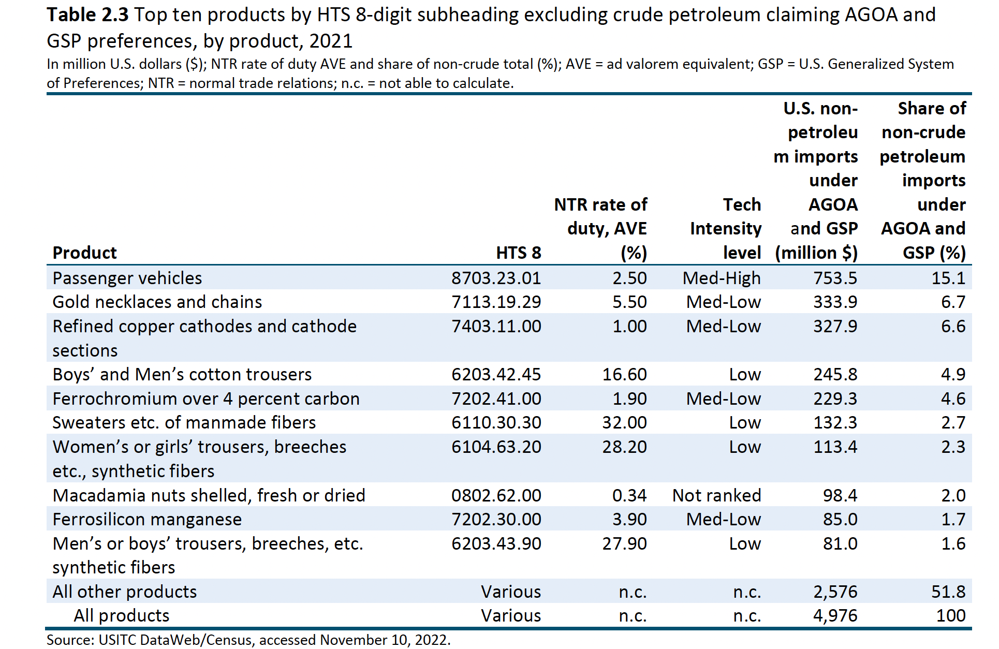 Table 2.3 Top ten products by HTS 8-digit subheading excluding crude petroleum claiming AGOA and
GSP preferences, by product, 2021
In million U.S. dollars ($); NTR rate of duty AVE and share of non-crude total (%); AVE = ad valorem equivalent; GSP = U.S. Generalized System
of Preferences; NTR = normal trade relations; n.c. = not able to calculate.
U.S. non- Share of
petroleu non-crude
m imports petroleum
under imports
NTR rate of Tech AGOA under
duty, AVE Intensity and GSP AGOA and
Product HTS 8 (%) level (million $) GSP (%)
Passenger vehicles 8703.23.01 2.50 Med-High 753.5 15.1
Gold necklaces and chains 7113.19.29 5.50 Med-Low 333.9 6.7
Refined copper cathodes and cathode 7403.11.00 1.00 Med-Low 327.9 6.6
sections
Boys’ and Men’s cotton trousers 6203.42.45 16.60 Low 245.8 4.9
Ferrochromium over 4 percent carbon 7202.41.00 1.90 Med-Low 229.3 4.6
Sweaters etc. of manmade fibers 6110.30.30 32.00 Low 132.3 2.7
Women’s or girls’ trousers, breeches 6104.63.20 28.20 Low 113.4 2.3
etc., synthetic fibers
Macadamia nuts shelled, fresh or dried 0802.62.00 0.34 Not ranked 98.4 2.0
Ferrosilicon manganese 7202.30.00 3.90 Med-Low 85.0 1.7
Men’s or boys’ trousers, breeches, etc. 6203.43.90 27.90 Low 81.0 1.6
synthetic fibers
All other products Various n.c. n.c. 2,576 51.8
All products Various n.c. n.c. 4,976 100
Source: USITC DataWeb/Census, accessed November 10, 2022.